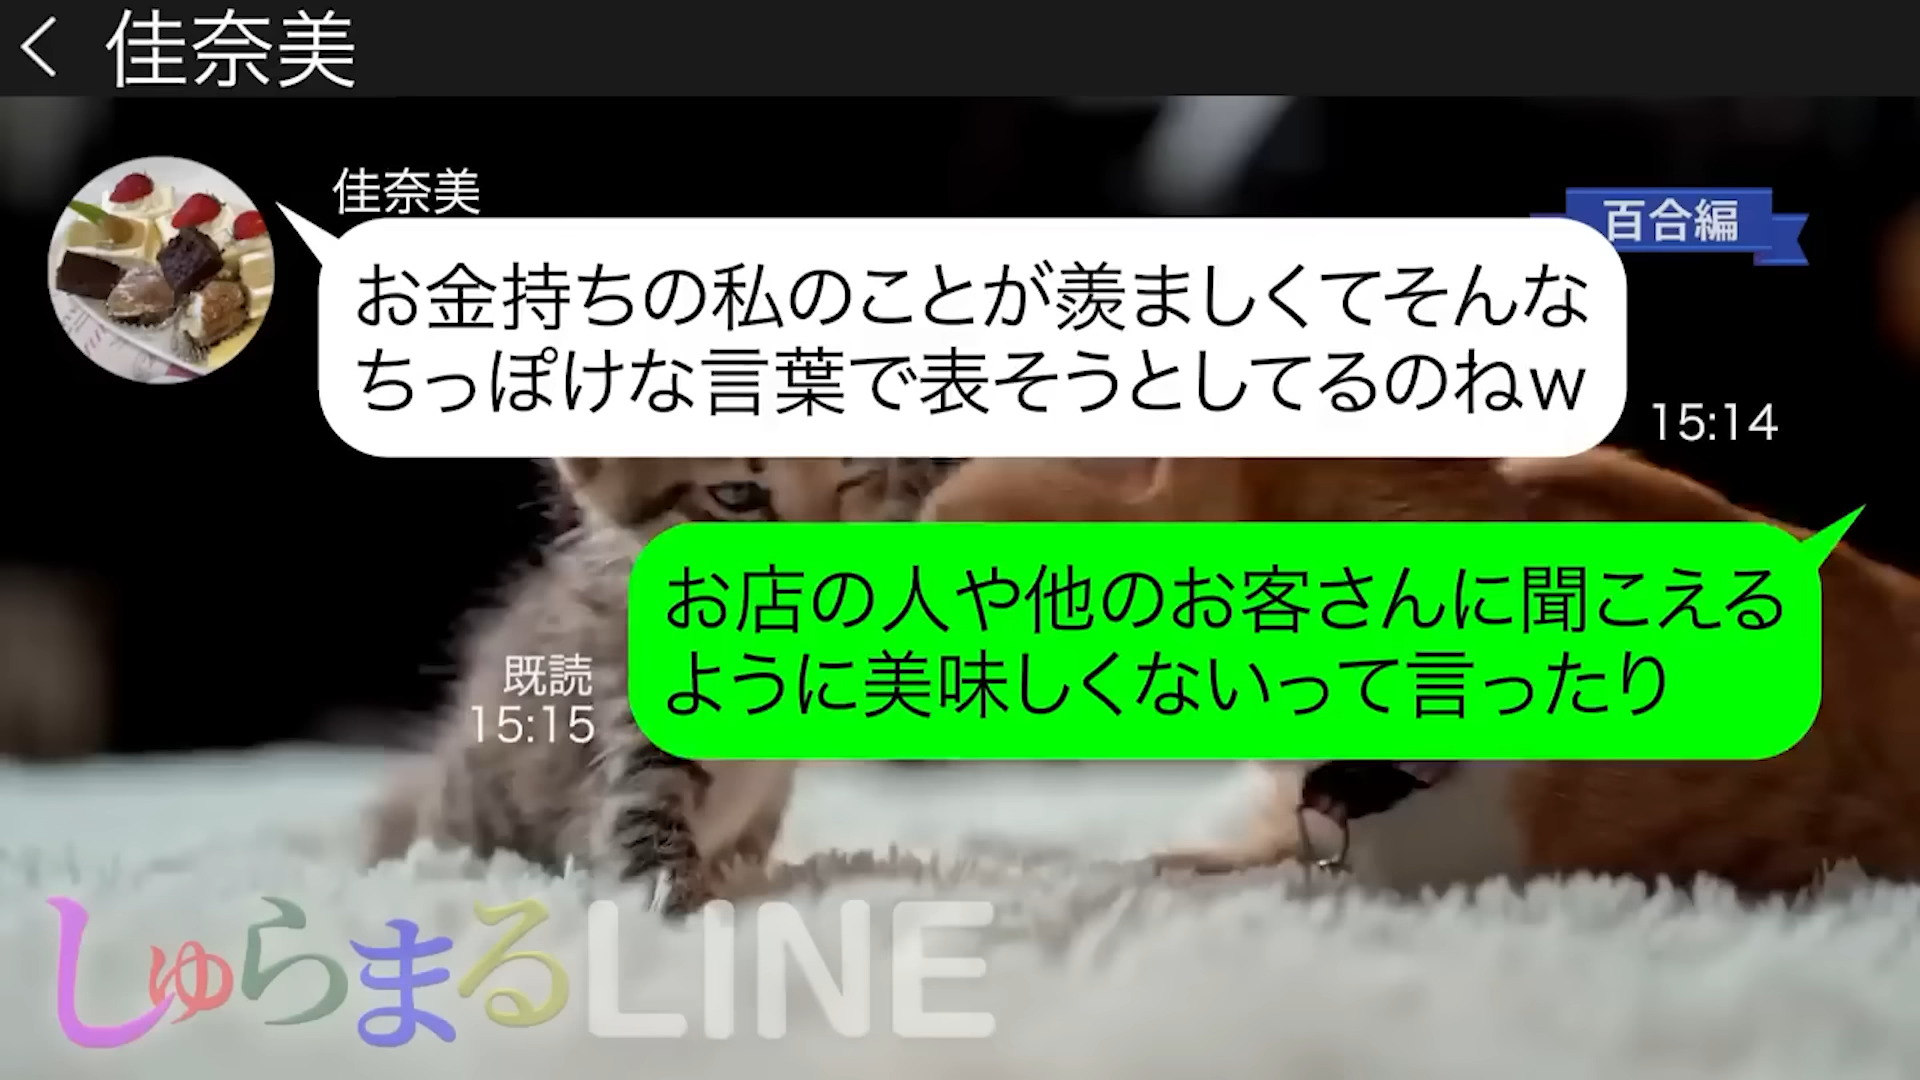 佳奈美
佳奈美
百合編
お金持ちの私のことが羨ましくてそんな
ちっぽけな言葉で表そうとしてるのねw
15:14
お店の人や他のお客さんに聞こえる
ように美味しくないって言ったり
既読
15:15
しゅらまるLINE